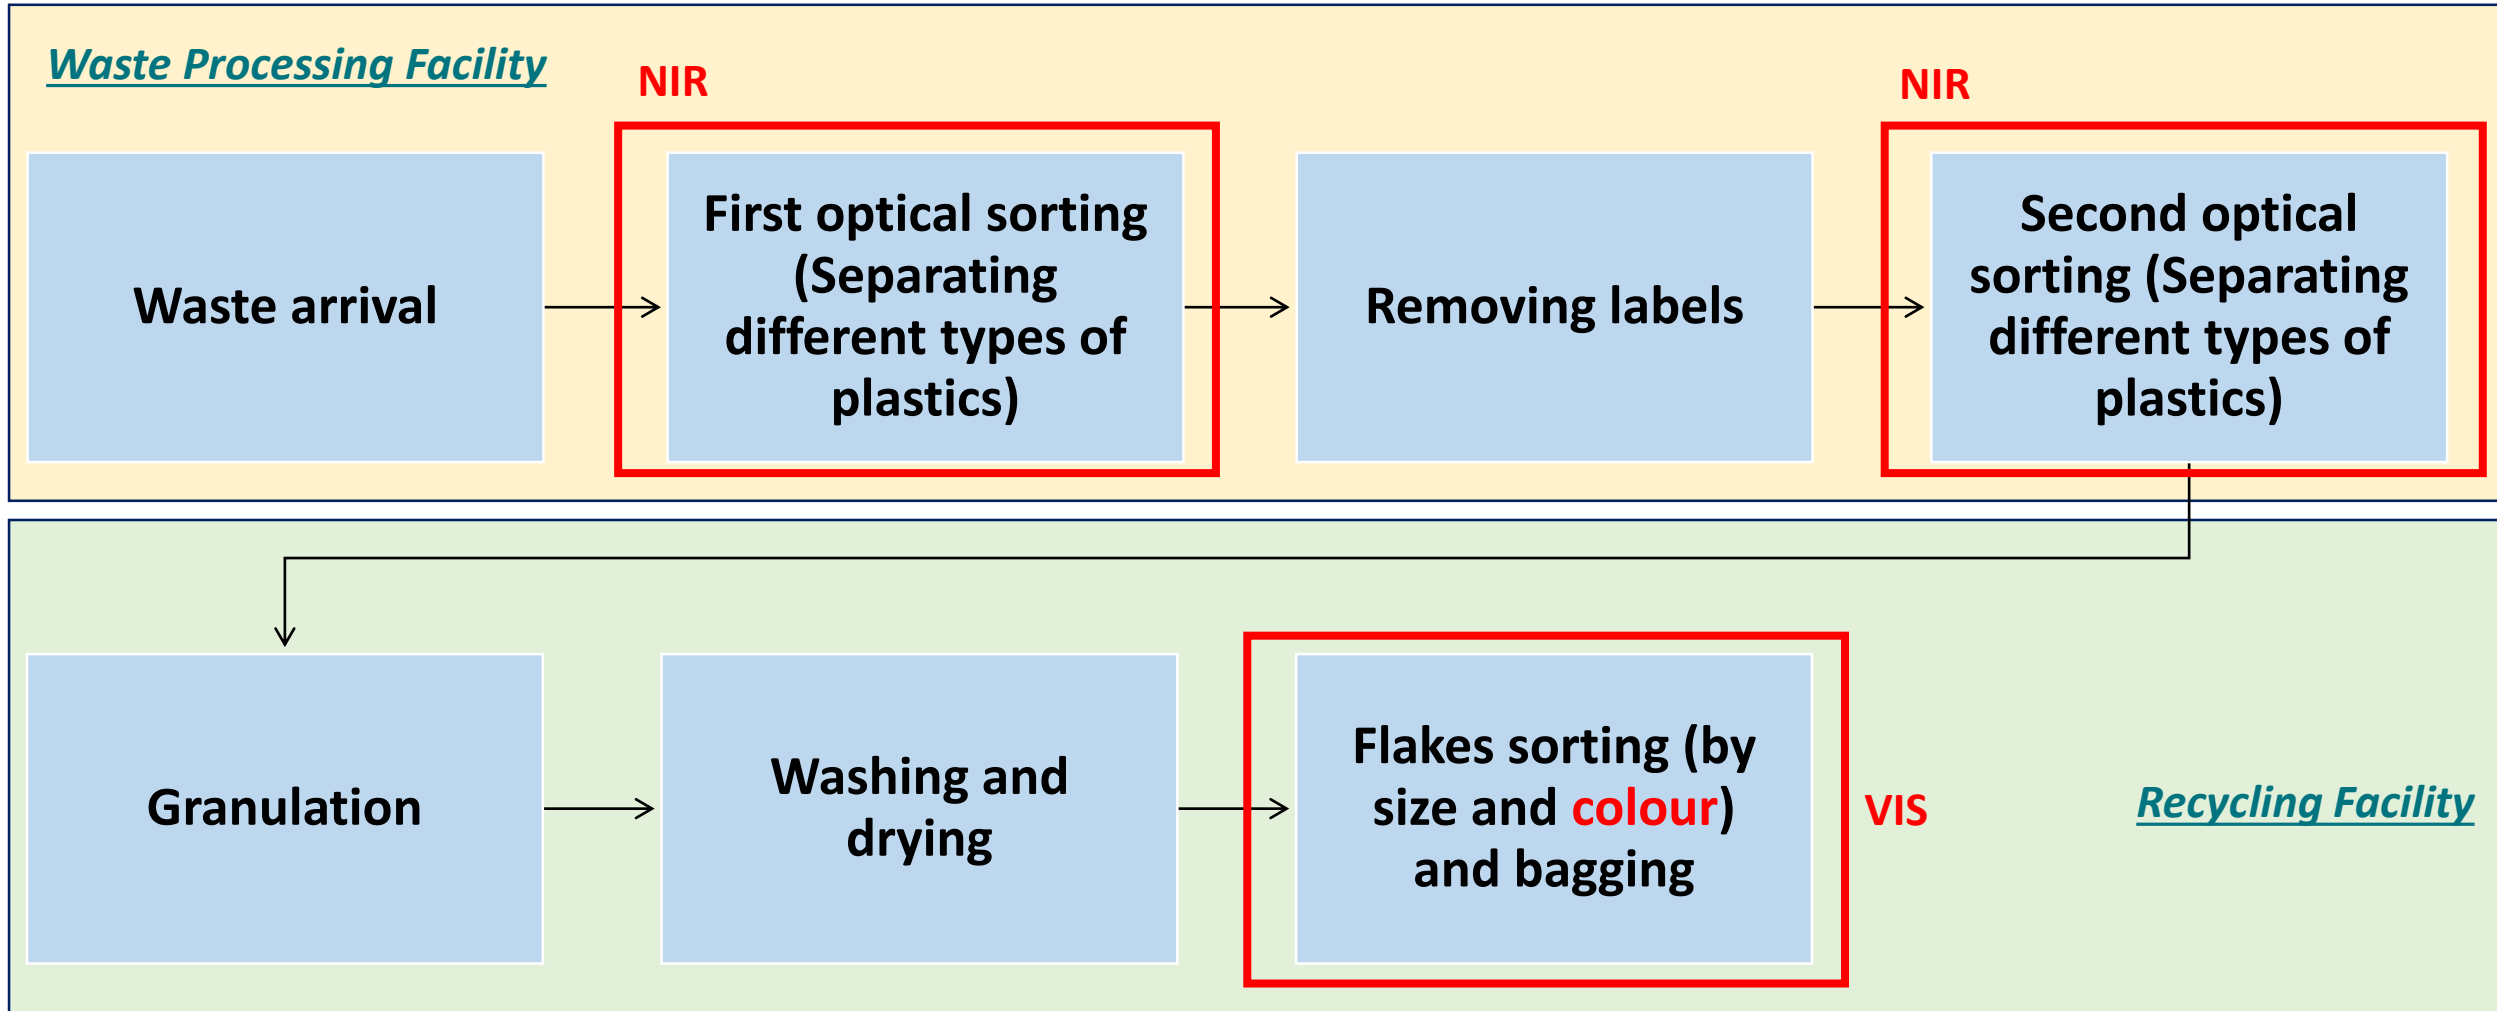 Waste Processing Facility
NIR
NIR
Waste arrival
First optical sorting
(Separating
different types of
plastics)
Removing labels
Second optical
sorting (Separating
different types of
plastics)
Granulation
Washing and
drying
Flakes sorting (by
size and colour)
and bagging
VIS
Recycling Facility